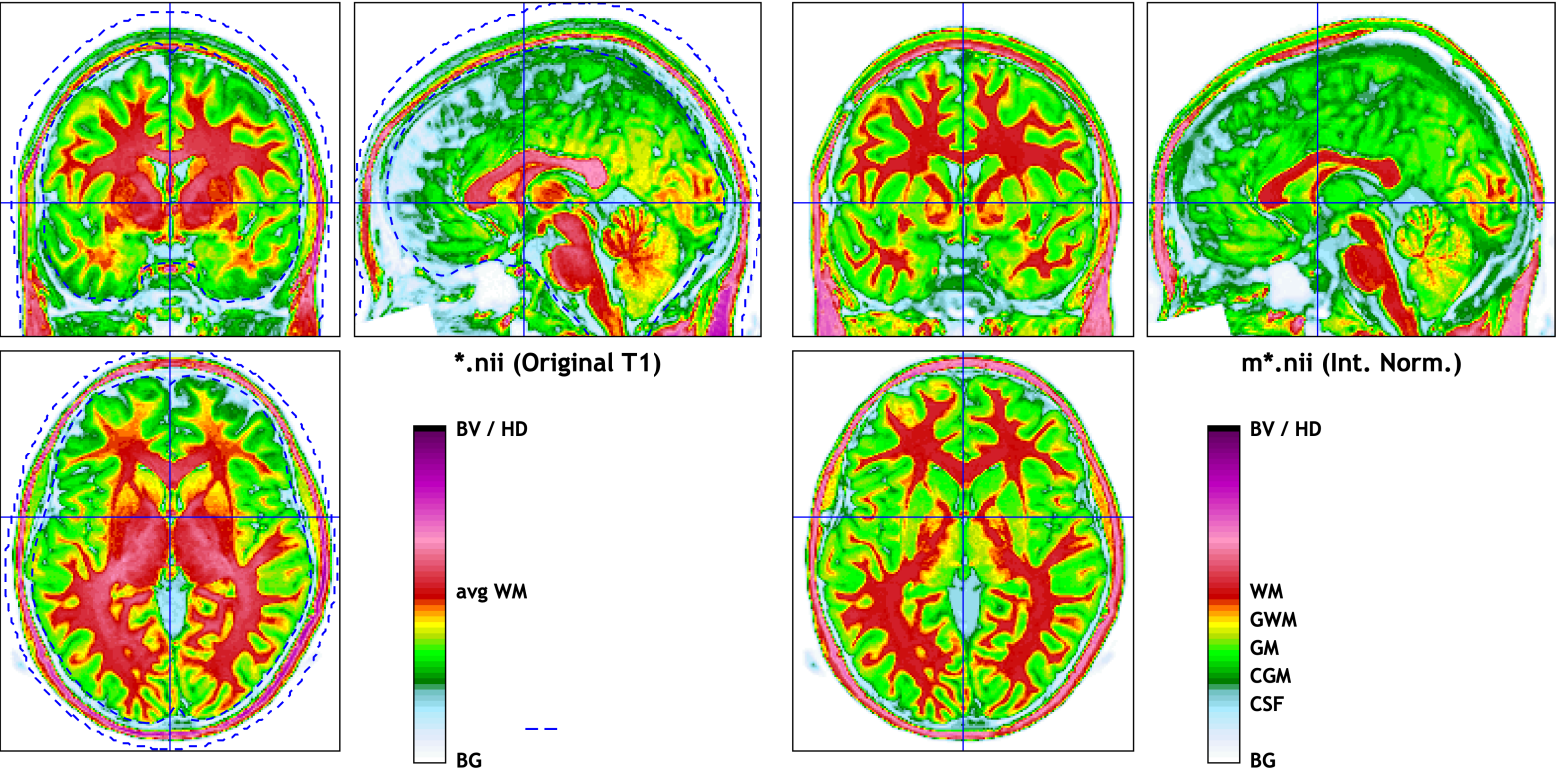 *.nii (Original T1)
BV / HD
avg WM
BG
m*.nii (Int. Norm.)
BV / HD
WM
GWM
GM
CGM
CSF
BG